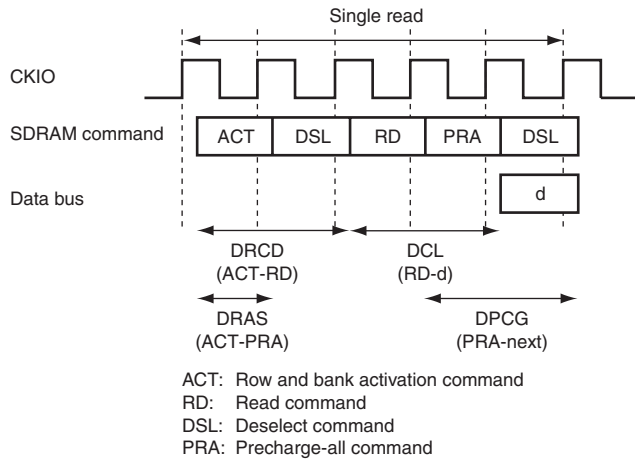 Single read
CKIO
SDRAM command ACT DSL RD PRA DSL
Data bus d
DRCD DCL
(ACT-RD) (RD-d)
DRAS DPCG
(ACT-PRA) (PRA-next)
ACT: Row and bank activation command
RD: Read command
DSL: Deselect command
PRA: Precharge-all command